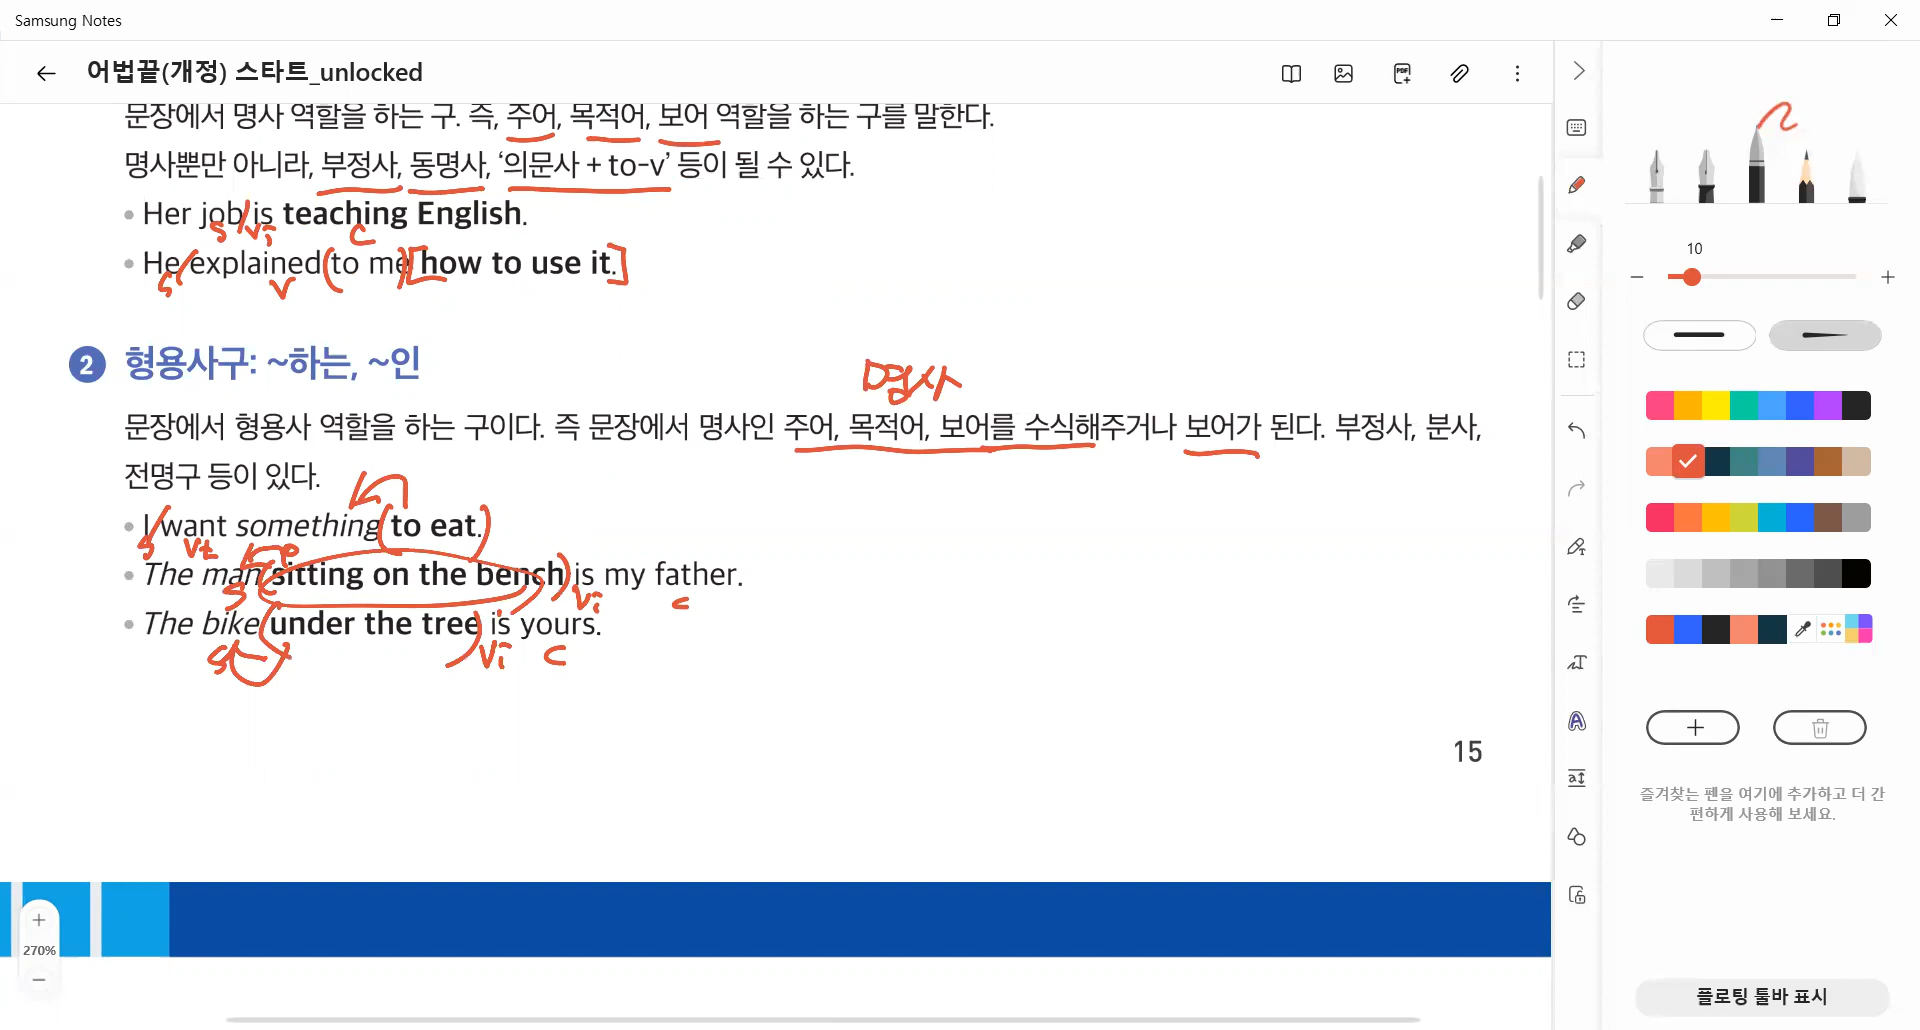 Samsung Notes
어법끝(개정) 스타트_unlocked
문장에서 명사 역할을 하는 구. 즉, 주어, 목적어, 보어 역할을 하는 구를 말한다.
명사뿐만 아니라, 부정사, 동명사, ‘의문사 + to-v’ 등이 될 수 있다.
• Her job is teaching English.
S Vi C
• He explained to me how to use it.
S V
2 형용사구: ~하는, ~인
명사
문장에서 형용사 역할을 하는 구이다. 즉 문장에서 명사인 주어, 목적어, 보어를 수식해주거나 보어가 된다. 부정사, 분사,
전명구 등이 있다.
• I want something to eat.
S Vt o
• The man sitting on the bench is my father.
S Vi C
• The bike under the tree is yours.
S Vi C
15
270%
10
즐겨찾는 펜을 여기에 추가하고 더 간
편하게 사용해 보세요.
플로팅 툴바 표시